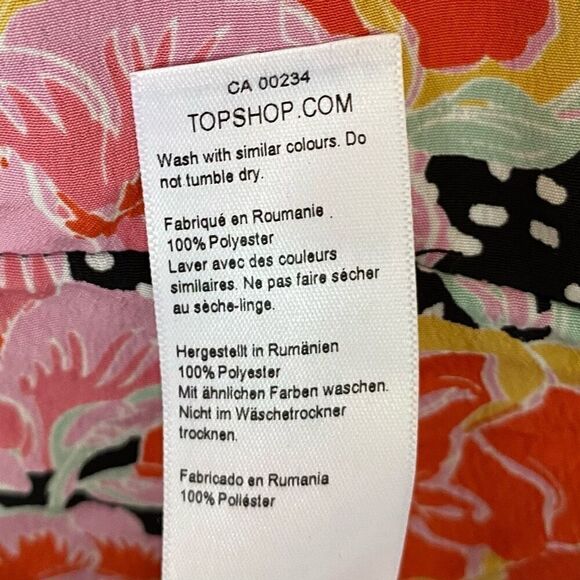 CA 00234
TOPSHOP.COM
Wash with similar colours. Do
not tumble dry.
Fabriqué en Roumanie .
100% Polyester
Laver avec des couleurs
similaires. Ne pas faire sécher
au sèche-linge.
Hergestellt in Rumänien
100% Polyester
Mit ähnlichen Farben waschen.
Nicht im Wäschetrockner
trocknen.
Fabricado en Rumania
100% Poliéster